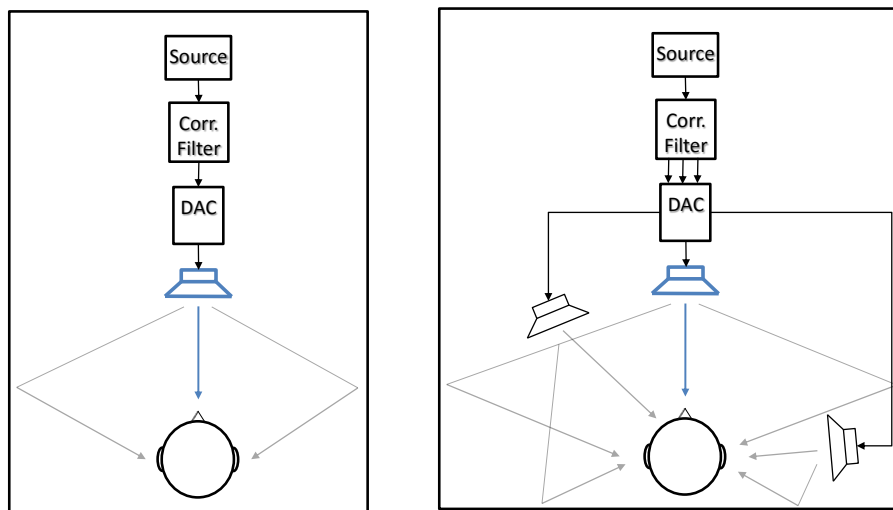 Source
Corr.
Filter
DAC
Source
Corr.
Filter
DAC